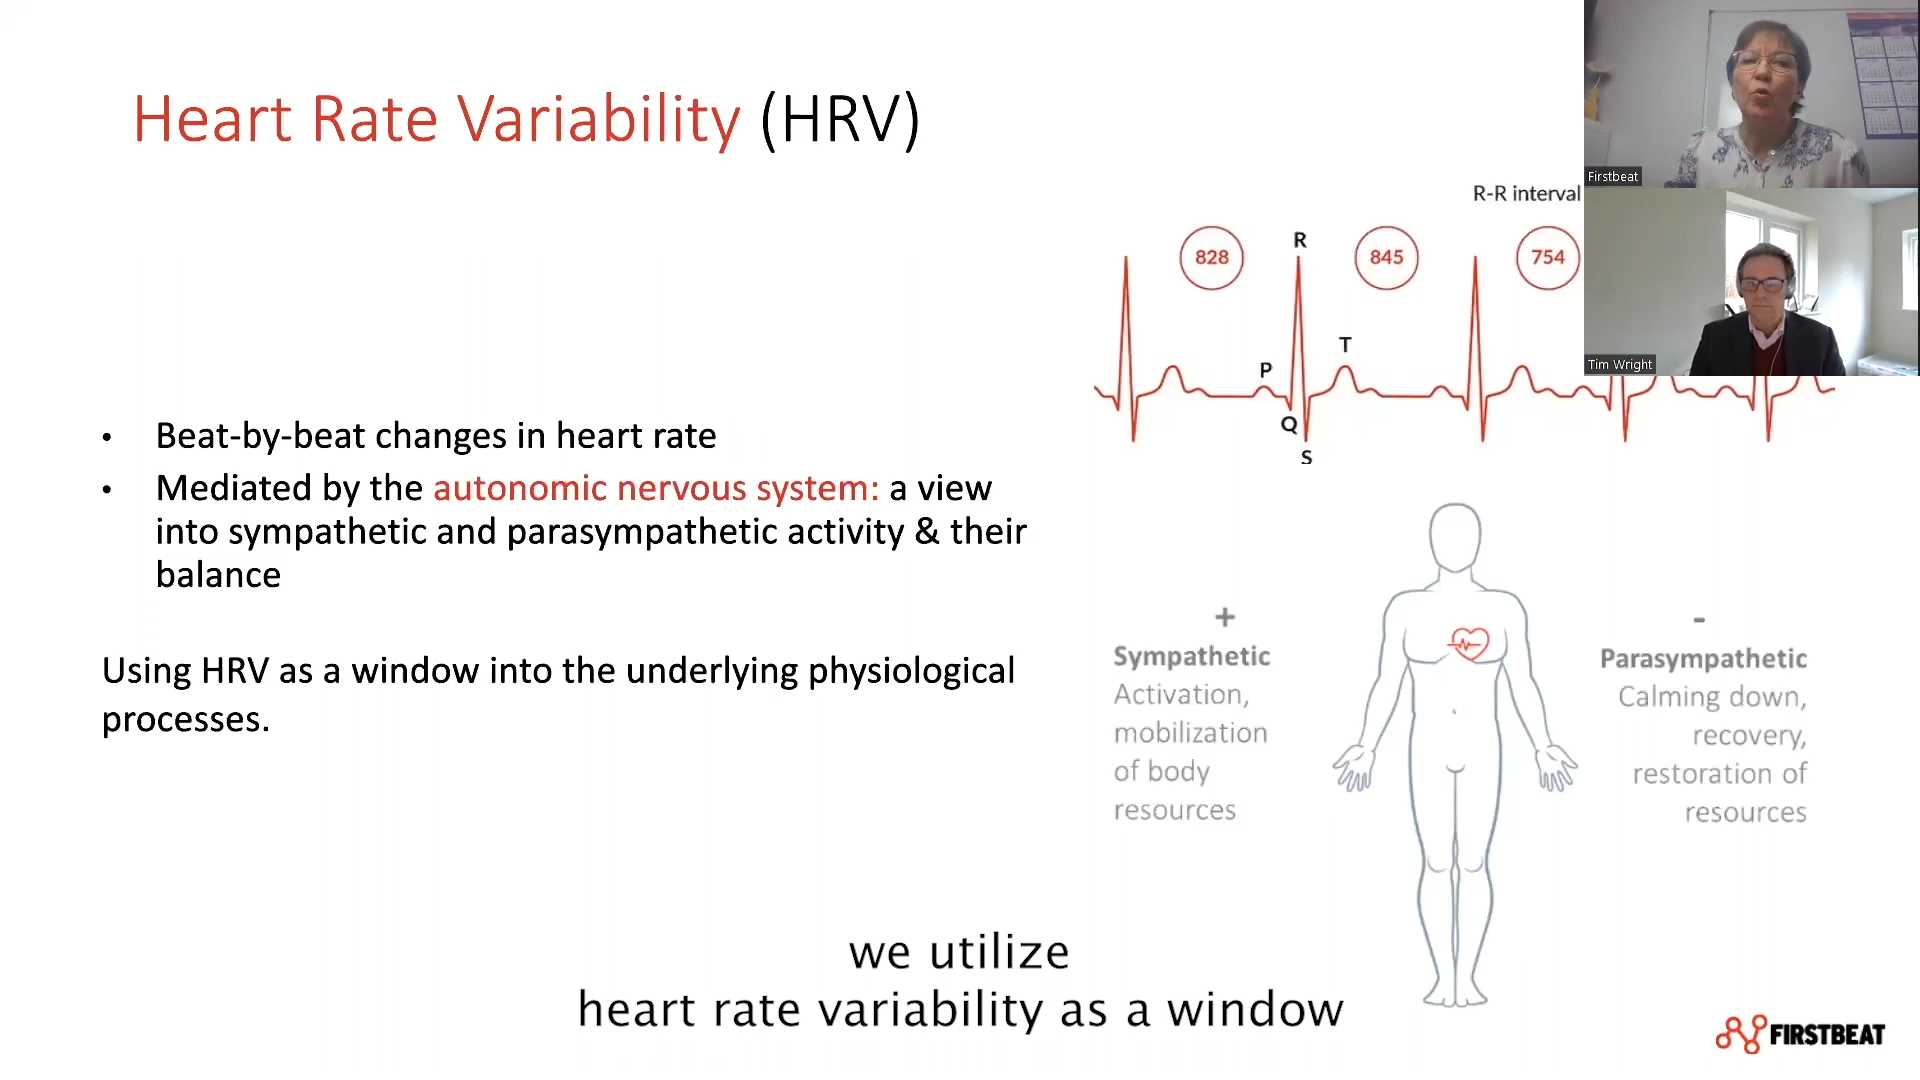 Heart Rate Variability (HRV)
Firstbeat
R-R interval
828
R
845
754
T
P
Tim Wright
Q
S
• Beat-by-beat changes in heart rate
• Mediated by the autonomic nervous system: a view
into sympathetic and parasympathetic activity & their
balance
Using HRV as a window into the underlying physiological
processes.
+
Sympathetic
Activation,
mobilization
of body
resources
-
Parasympathetic
Calming down,
recovery,
restoration of
resources
we utilize
heart rate variability as a window
FIRSTBEAT